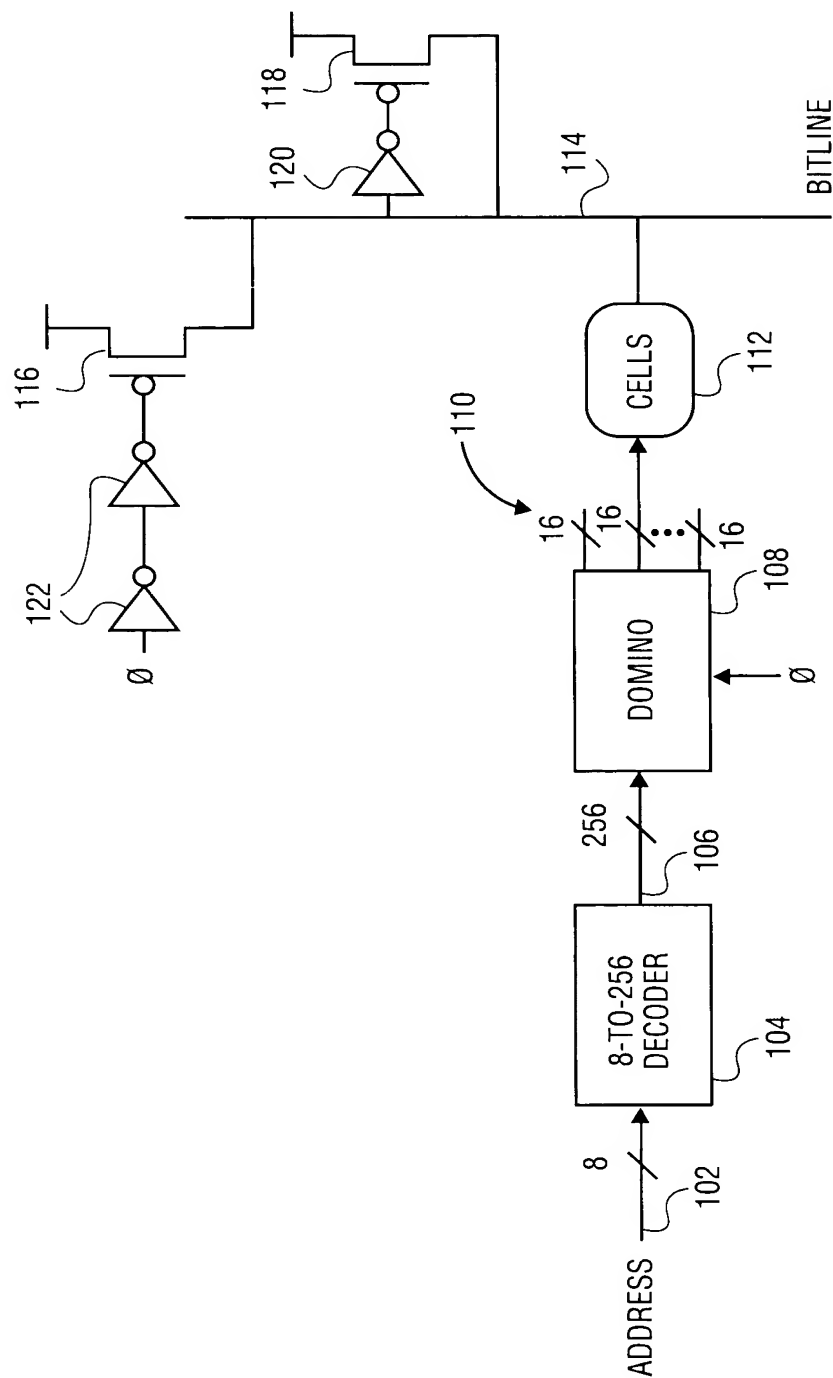 122
116
Ø
118
120
110
114
16
16
16
8
256
ADDRESS
8-TO-256
DECODER
DOMINO
CELLS
102
106
104
108
112
Ø
BITLINE